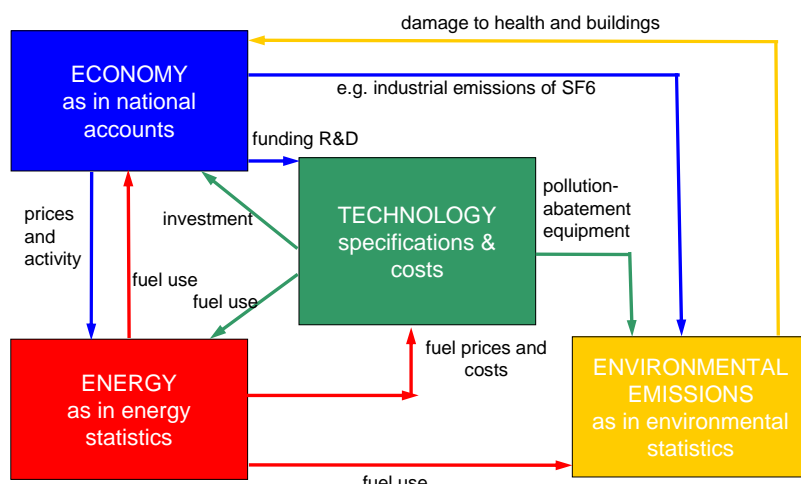 damage to health and buildings
ECONOMY
as in national
accounts
e.g. industrial emissions of SF6
funding R&D
TECHNOLOGY
specifications &
costs
pollution-
abatement
equipment
prices
and
activity
investment
fuel use
fuel use
fuel prices and
costs
ENERGY
as in energy
statistics
ENVIRONMENTAL
EMISSIONS
as in environmental
statistics
fuel use